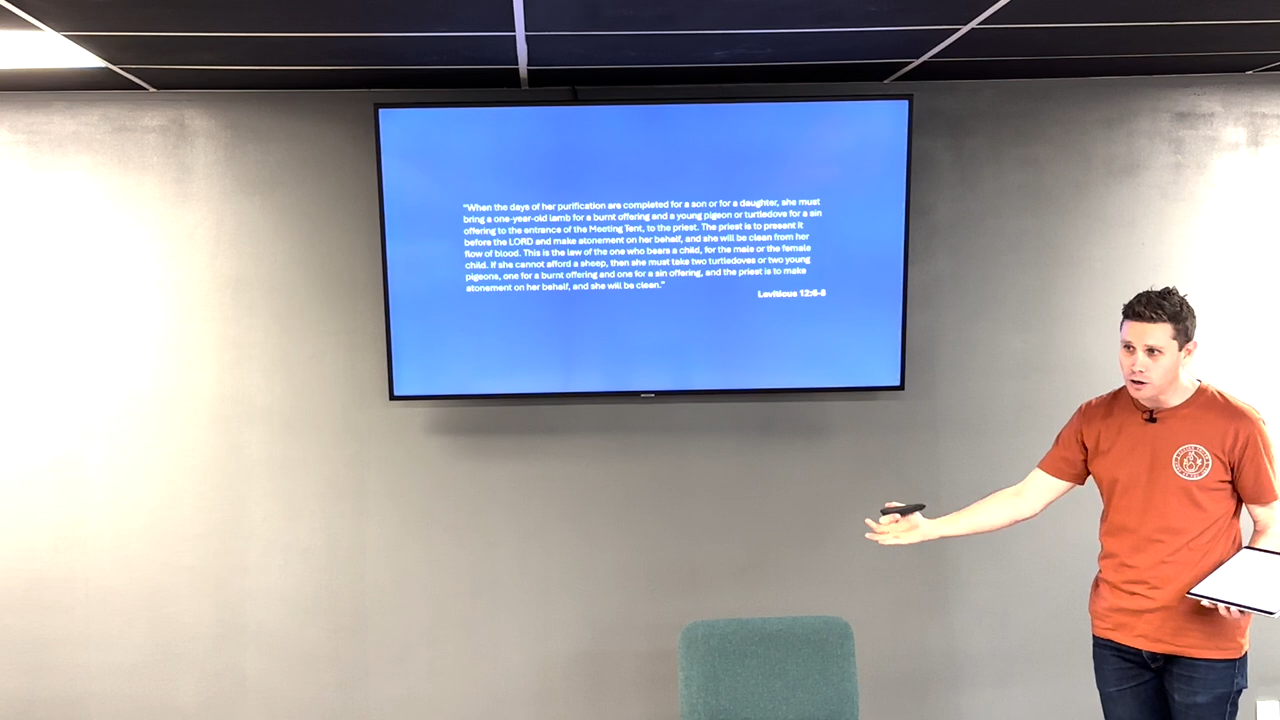 “When the days of her purification are completed for a son or for a daughter, she must
bring a one-year-old lamb for a burnt offering and a young pigeon or turtledove for a sin
offering to the entrance of the Meeting Tent, to the priest. The priest is to present it
before the LORD and make atonement on her behalf, and she will be clean from her
flow of blood. This is the law of the one who bears a child, for the male or the female
child. If she cannot afford a sheep, then she must take two turtledoves or two young
pigeons, one for a burnt offering and one for a sin offering, and the priest is to make
atonement on her behalf, and she will be clean.”
Leviticus 12:6-8